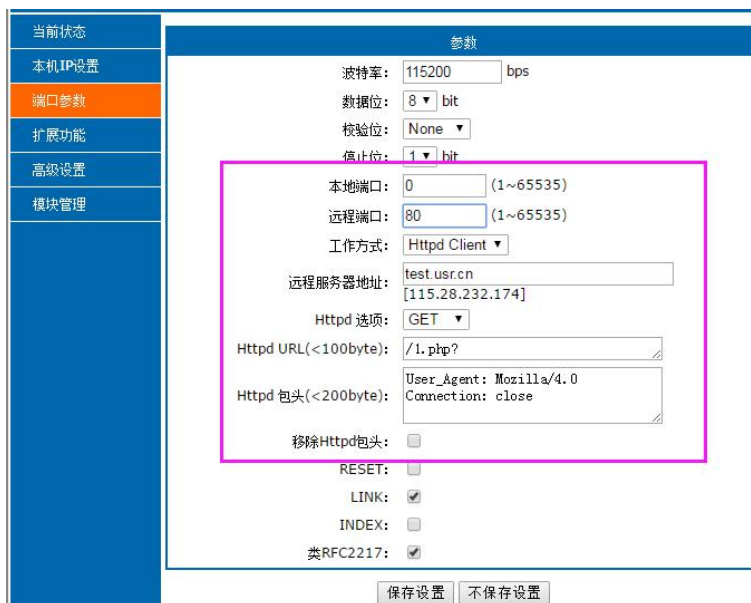 当前状态
本机IP设置
端口参数
扩展功能
高级设置
模块管理
参数
波特率: 115200 bps
数据位: 8 bit
校验位: None
停止位: 1 bit
本地端口: 0 (1~65535)
远程端口: 80 (1~65535)
工作方式: Httpd Client
远程服务器地址: test.usr.cn
[115.28.232.174]
Httpd 选项: GET
Httpd URL(<100byte): /1.php?
Httpd 包头(<200byte): User_Agent: Mozilla/4.0
Connection: close
移除Httpd包头:
RESET:
LINK:
INDEX:
类RFC2217:
保存设置 不保存设置